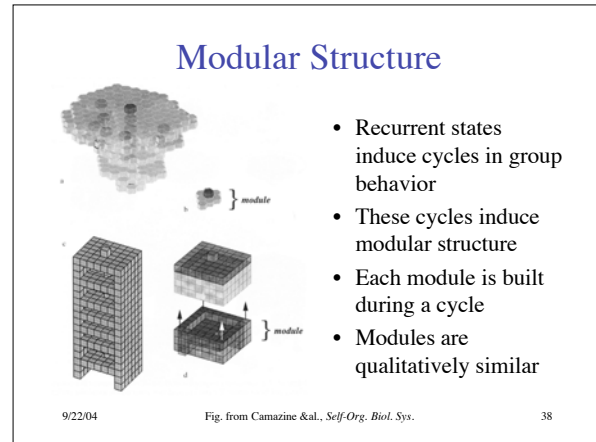 Modular Structure
a
b
module
c
d
module
• Recurrent states
induce cycles in group
behavior
• These cycles induce
modular structure
• Each module is built
during a cycle
• Modules are
qualitatively similar
9/22/04
Fig. from Camazine &al., Self-Org. Biol. Sys.
38